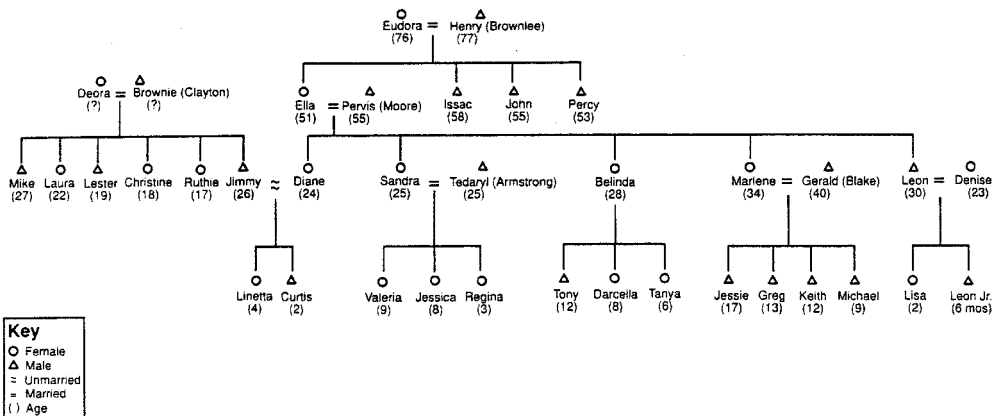 Eudora = Henry (Brownlee)
(76) (77)
Deora = Brownie (Clayton)
(?) (?)
Ella = Pervis (Moore) Issac John Percy
(51) (55) (58) (55) (53)
Mike Laura Lester Christine Ruthie Jimmy ≈ Diane Sandra = Tedaryl (Armstrong) Belinda Marlene = Gerald (Blake) Leon = Denise
(27) (22) (19) (18) (17) (26) (24) (25) (25) (28) (34) (40) (30) (23)
Linetta Curtis Valeria Jessica Regina Tony Darcella Tanya Jessie Greg Keith Michael Lisa Leon Jr.
(4) (2) (9) (8) (3) (12) (8) (6) (17) (13) (12) (9) (2) (6 mos)
Key
Female
Male
≈ Unmarried
= Married
( ) Age